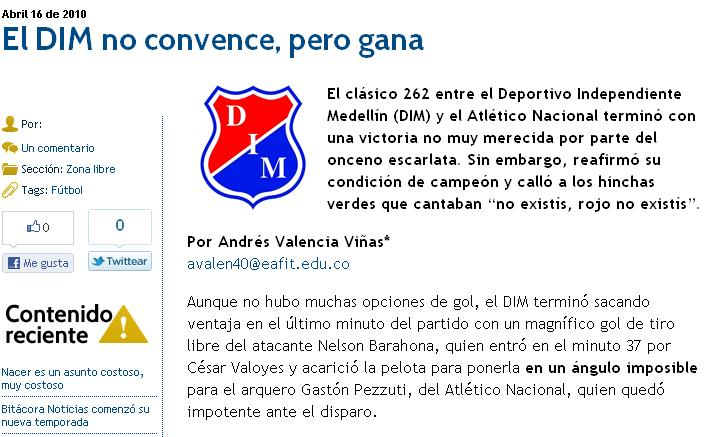 Abril 16 de 2010
El DIM no convence, pero gana
Por:
Un comentario
Sección: Zona libre
Tags: Fútbol
0
0
Me gusta
Twittear
Contenido
reciente
Nacer es un asunto costoso,
muy costoso
Bitácora Noticias comenzó su
nueva temporada
DIM
El clásico 262 entre el Deportivo Independiente
Medellín (DIM) y el Atlético Nacional terminó con
una victoria no muy merecida por parte del
onceno escarlata. Sin embargo, reafirmó su
condición de campeón y calló a los hinchas
verdes que cantaban “no existís, rojo no existís”.
Por Andrés Valencia Viñas*
avalen40@eafit.edu.co
Aunque no hubo muchas opciones de gol, el DIM terminó sacando
ventaja en el último minuto del partido con un magnífico gol de tiro
libre del atacante Nelson Barahona, quien entró en el minuto 37 por
César Valoyes y acarició la pelota para ponerla en un ángulo imposible
para el arquero Gastón Pezzuti, del Atlético Nacional, quien quedó
impotente ante el disparo.